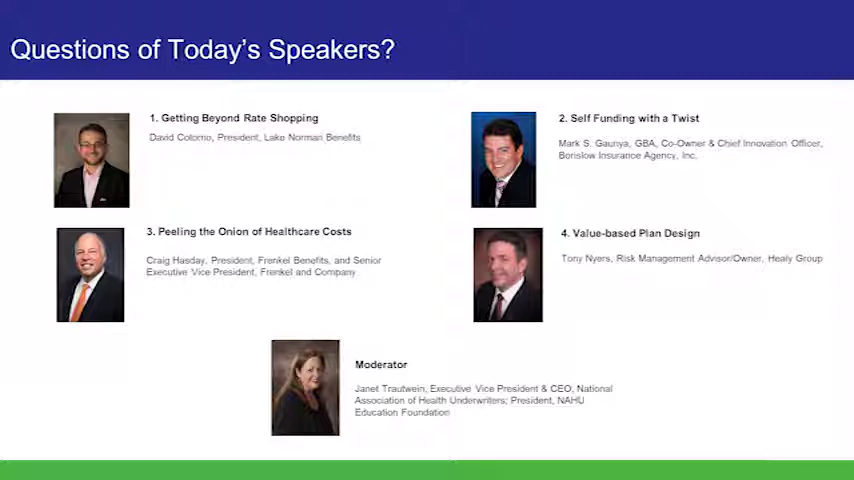 Questions of Today's Speakers?
1. Getting Beyond Rate Shopping
David Cotorno, President, Lake Norman Benefits
2. Self Funding with a Twist
Mark S. Gaunya, GBA, Co-Owner & Chief Innovation Officer,
Borislow Insurance Agency, Inc.
3. Peeling the Onion of Healthcare Costs
Craig Hasday, President, Frenkel Benefits, and Senior
Executive Vice President, Frenkel and Company
4. Value-based Plan Design
Tony Nyers, Risk Management Advisor/Owner, Healy Group
Moderator
Janet Trautwein, Executive Vice President & CEO, National
Association of Health Underwriters; President, NAHU
Education Foundation